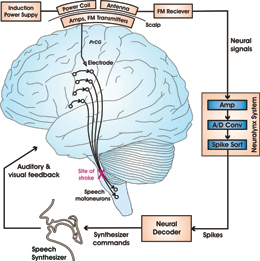 Induction
Power Supply
Power Coil
Antenna
Amps, FM Transmitters
FM Reciever
Scalp
PrCG
Electrode
Neural
signals
Amp
A/D Conv
Spike Sort
Neuralynx System
Auditory &
visual feedback
Site of
stroke
Speech
motoneurons
Speech
Synthesizer
Synthesizer
commands
Neural
Decoder
Spikes